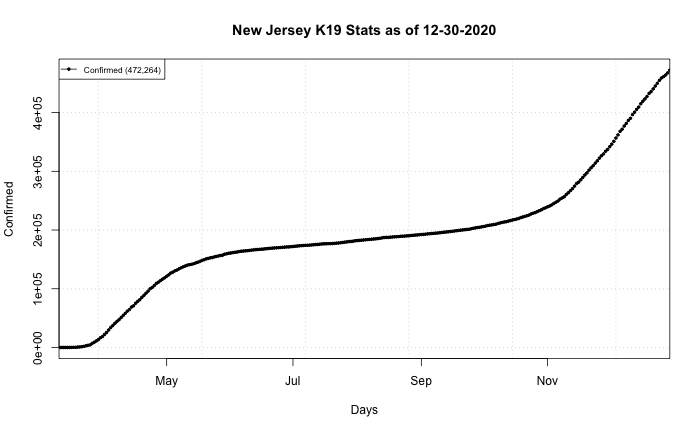 New Jersey K19 Stats as of 12-30-2020
Confirmed (472,264)
Confirmed
4e+05
3e+05
2e+05
1e+05
0e+00
May Jul Sep Nov
Days